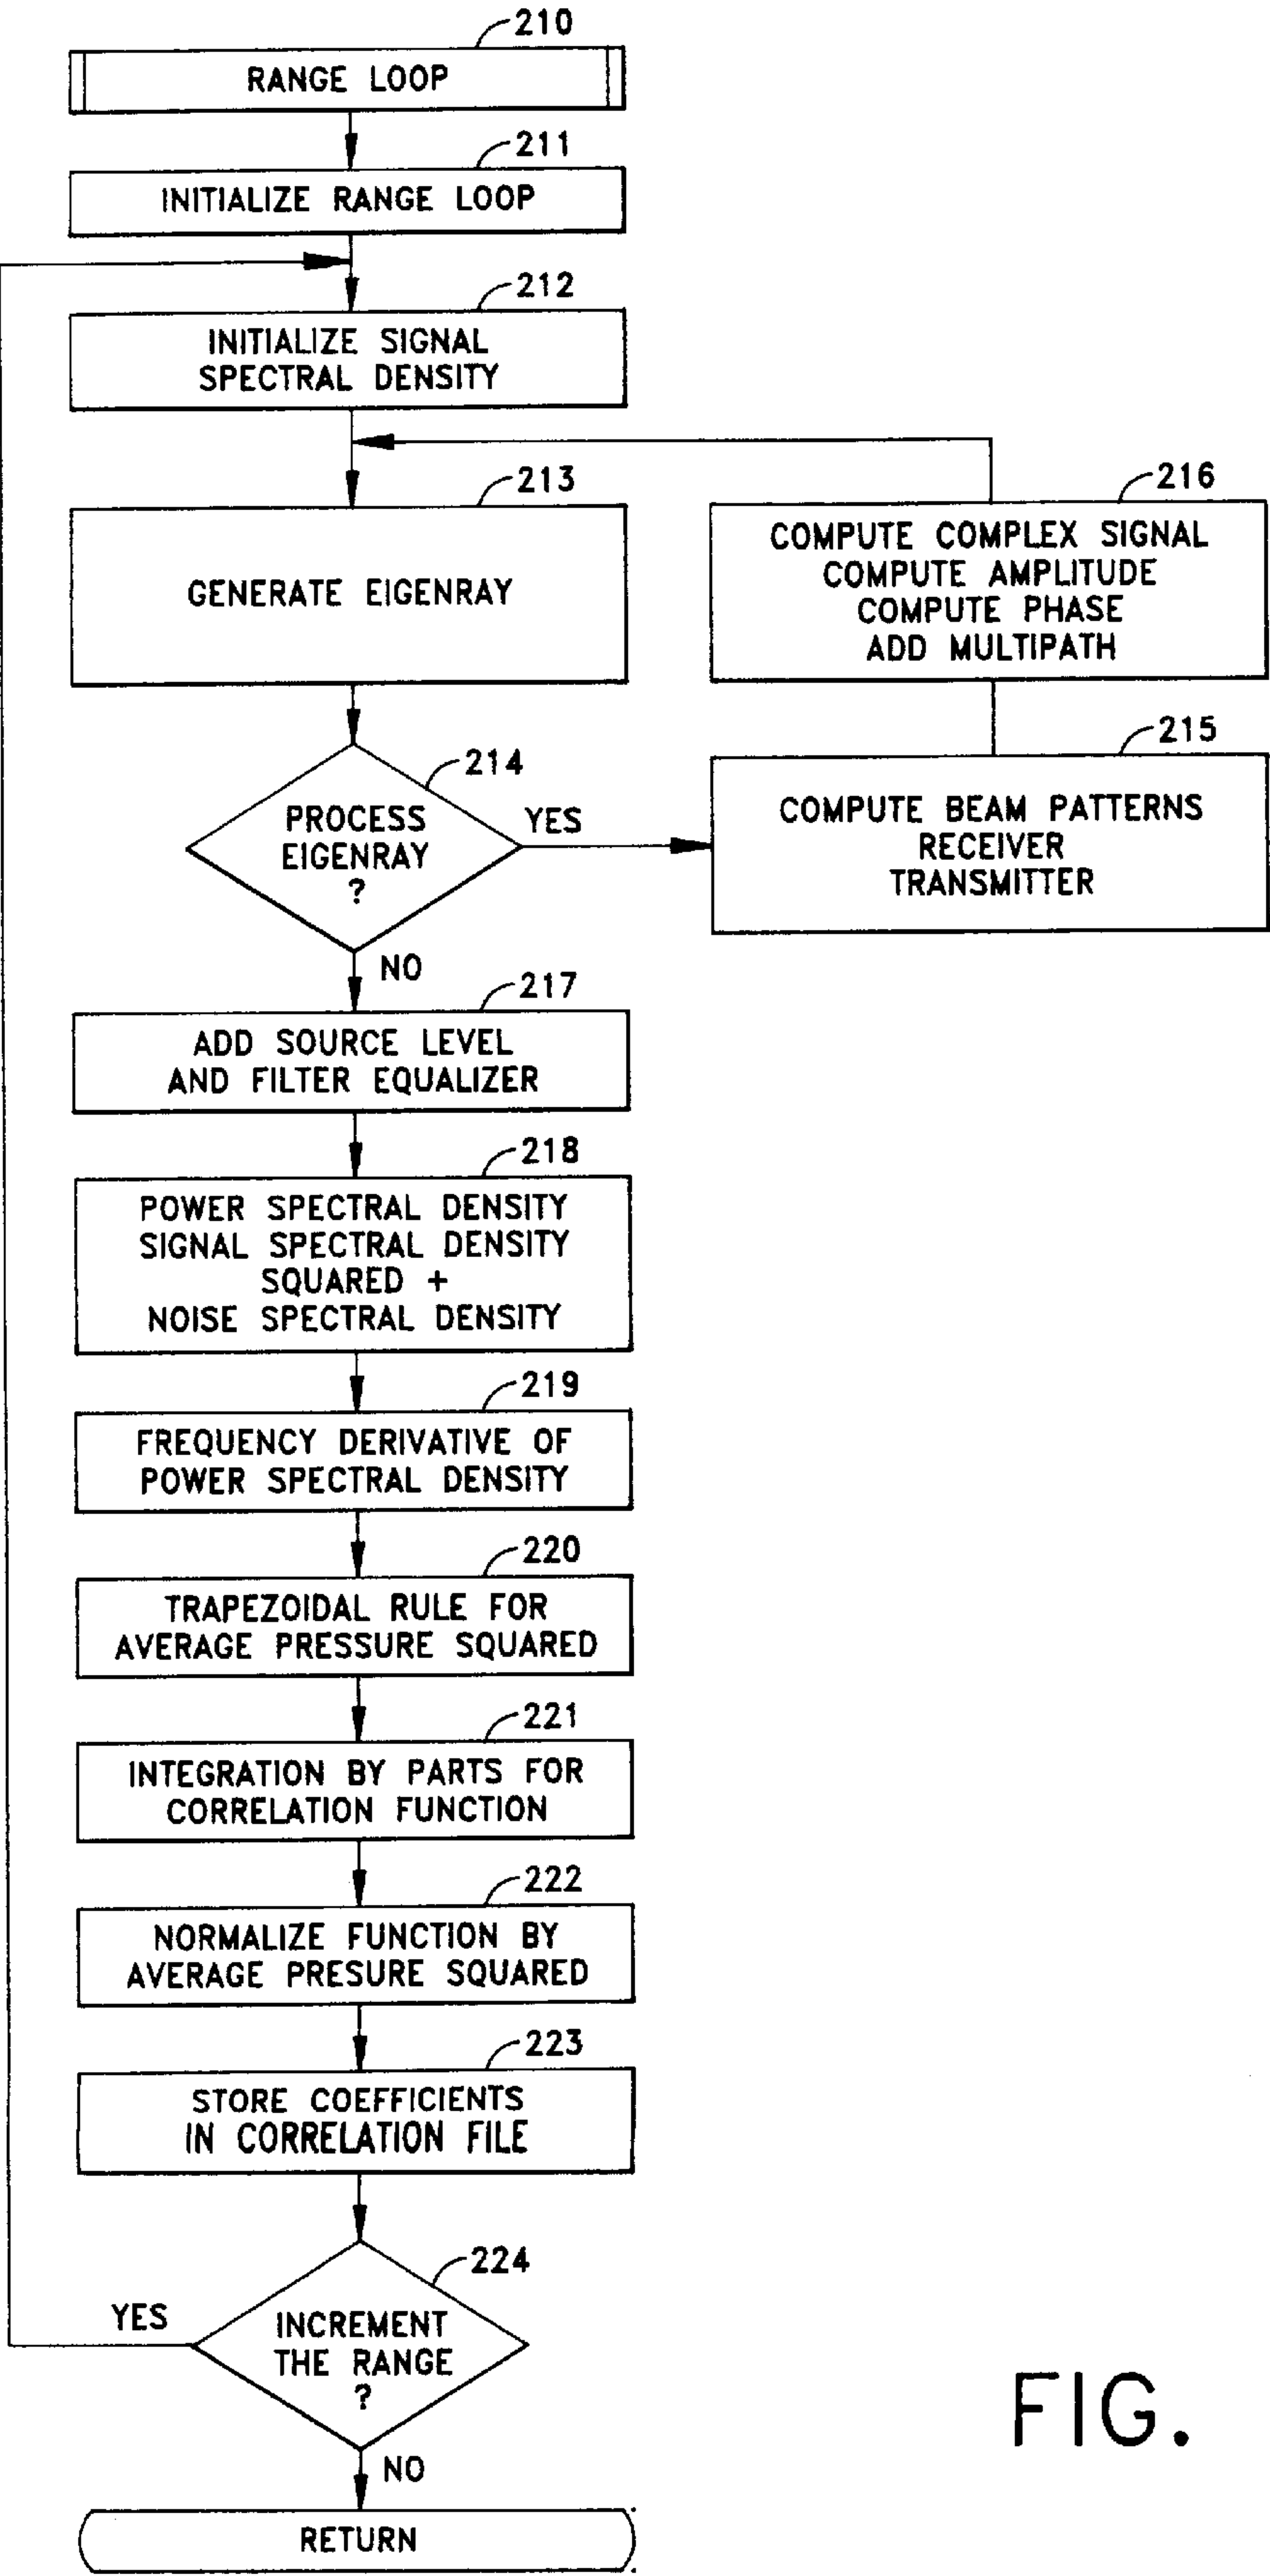 210
RANGE LOOP
211
INITIALIZE RANGE LOOP
212
INITIALIZE SIGNAL
SPECTRAL DENSITY
213
GENERATE EIGENRAY
216
COMPUTE COMPLEX SIGNAL
COMPUTE AMPLITUDE
COMPUTE PHASE
ADD MULTIPATH
214
PROCESS
EIGENRAY
?
YES
215
COMPUTE BEAM PATTERNS
RECEIVER
TRANSMITTER
NO
217
ADD SOURCE LEVEL
AND FILTER EQUALIZER
218
POWER SPECTRAL DENSITY
SIGNAL SPECTRAL DENSITY
SQUARED +
NOISE SPECTRAL DENSITY
219
FREQUENCY DERIVATIVE OF
POWER SPECTRAL DENSITY
220
TRAPEZOIDAL RULE FOR
AVERAGE PRESSURE SQUARED
221
INTEGRATION BY PARTS FOR
CORRELATION FUNCTION
222
NORMALIZE FUNCTION BY
AVERAGE PRESURE SQUARED
223
STORE COEFFICIENTS
IN CORRELATION FILE
224
INCREMENT
THE RANGE
?
YES
NO
RETURN
FIG.